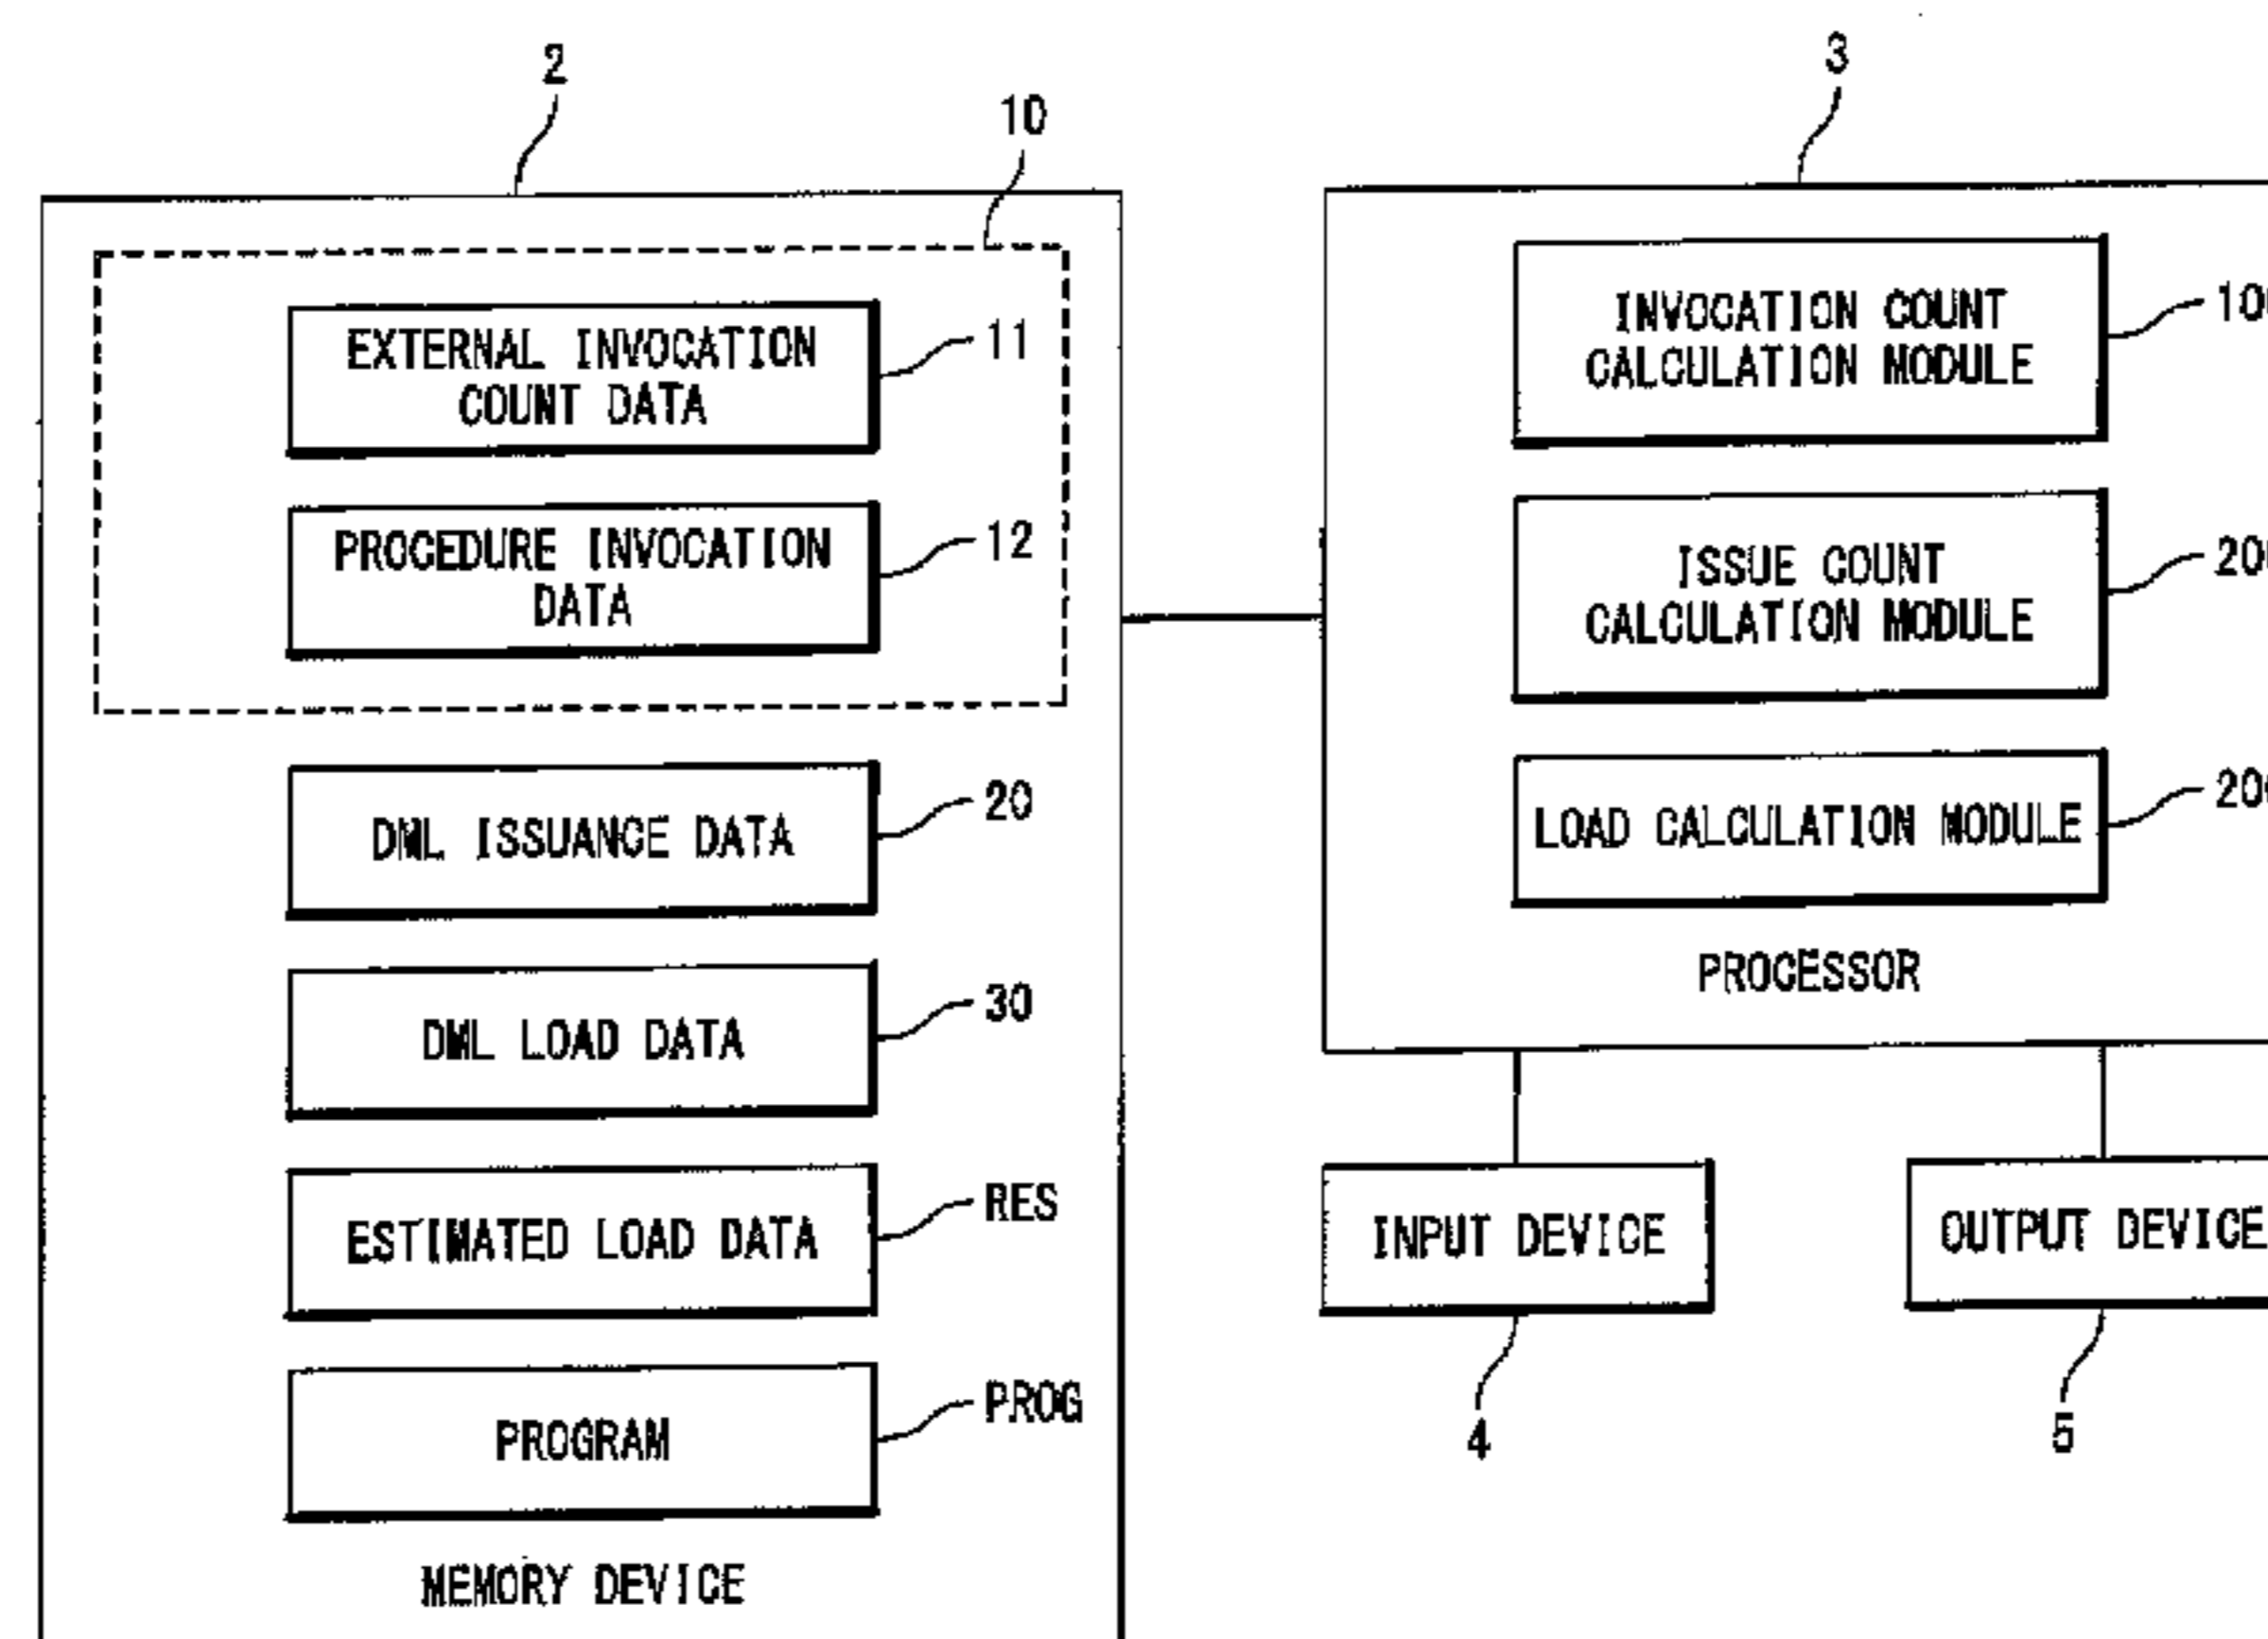 2
10
EXTERNAL INVOCATION
COUNT DATA
11
PROCEDURE INVOCATION
DATA
12
DML ISSUANCE DATA
20
DML LOAD DATA
30
ESTIMATED LOAD DATA
RES
PROGRAM
PROG
MEMORY DEVICE
3
INVOCATION COUNT
CALCULATION MODULE
ISSUE COUNT
CALCULATION MODULE
LOAD CALCULATION MODULE
PROCESSOR
INPUT DEVICE
4
OUTPUT DEVICE
5